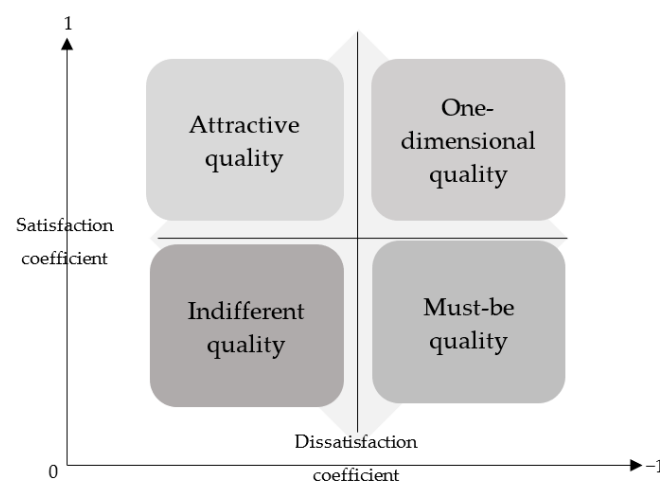 1
Attractive
quality
One-
dimensional
quality
Satisfaction
coefficient
Indifferent
quality
Must-be
quality
Dissatisfaction
coefficient
0
−1